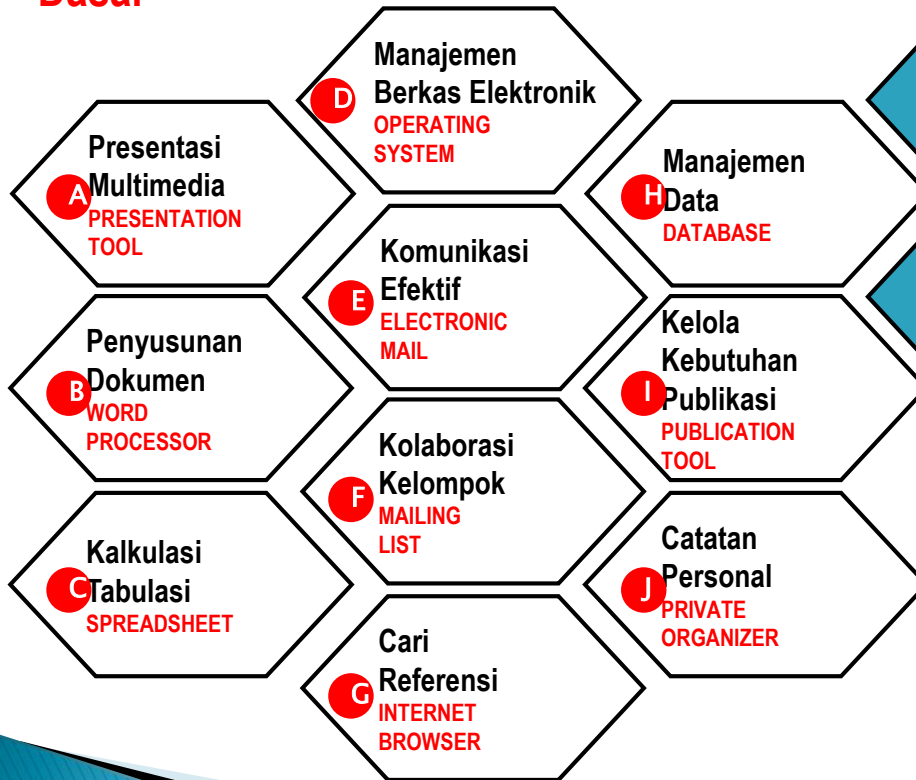 A
Presentasi
Multimedia
PRESENTATION
TOOL
B
Penyusunan
Dokumen
WORD
PROCESSOR
C
Kalkulasi
Tabulasi
SPREADSHEET
D
Manajemen
Berkas Elektronik
OPERATING
SYSTEM
E
Komunikasi
Efektif
ELECTRONIC
MAIL
F
Kolaborasi
Kelompok
MAILING
LIST
G
Cari
Referensi
INTERNET
BROWSER
H
Manajemen
Data
DATABASE
I
Kelola
Kebutuhan
Publikasi
PUBLICATION
TOOL
J
Catatan
Personal
PRIVATE
ORGANIZER